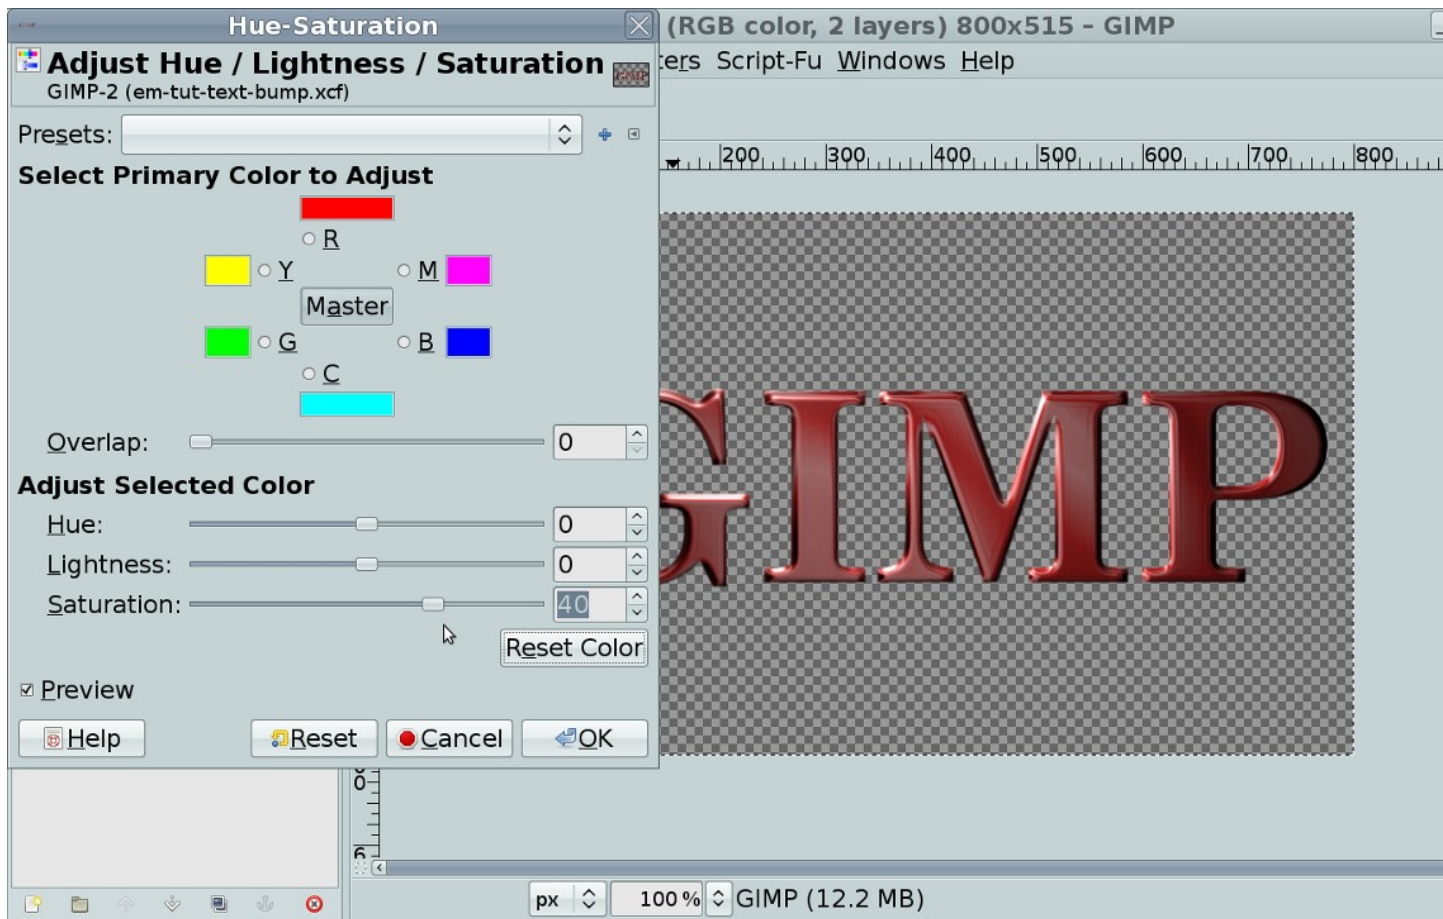 Hue-Saturation
(RGB color, 2 layers) 800x515 – GIMP
Adjust Hue / Lightness / Saturation
GIMP-2 (em-tut-text-bump.xcf)
Script-Fu Windows Help
Presets:
200 300 400 500 600 700 800
Select Primary Color to Adjust
R
Y M
Master
G B
C
Overlap: 0
Adjust Selected Color
Hue: 0
Lightness: 0
Saturation: 40
Reset Color
Preview
Help Reset Cancel OK
GIMP
px 100 % GIMP (12.2 MB)